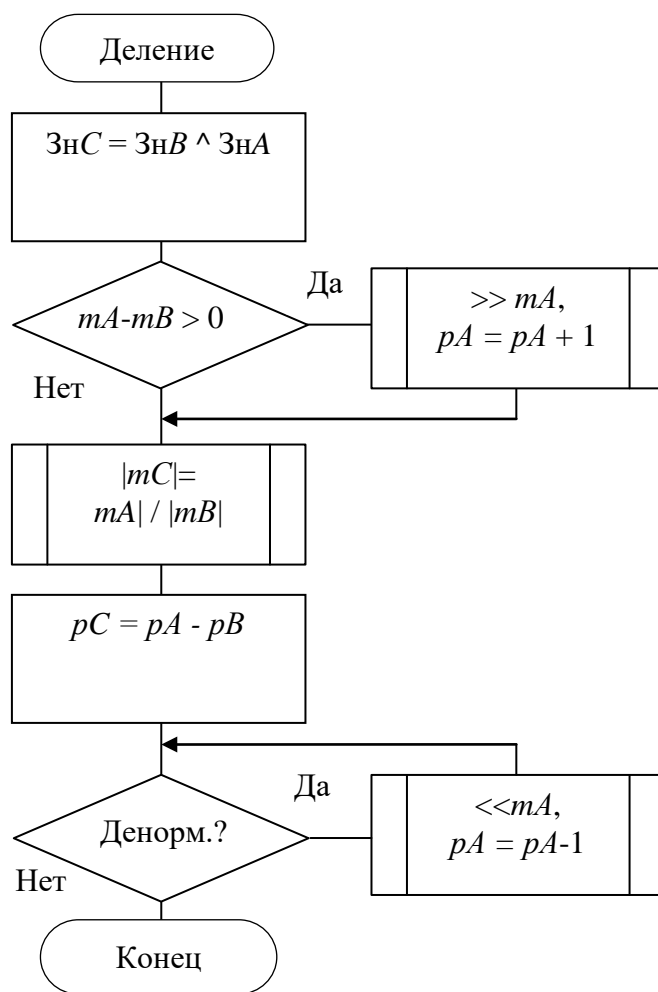 Деление
ЗнC = ЗнB ^ ЗнA
mA-mB > 0
Да
>> mA,
pA = pA + 1
Нет
|mC|=
mA| / |mB|
pC = pA - pB
Денорм.?
Да
<<mA,
pA = pA-1
Нет
Конец